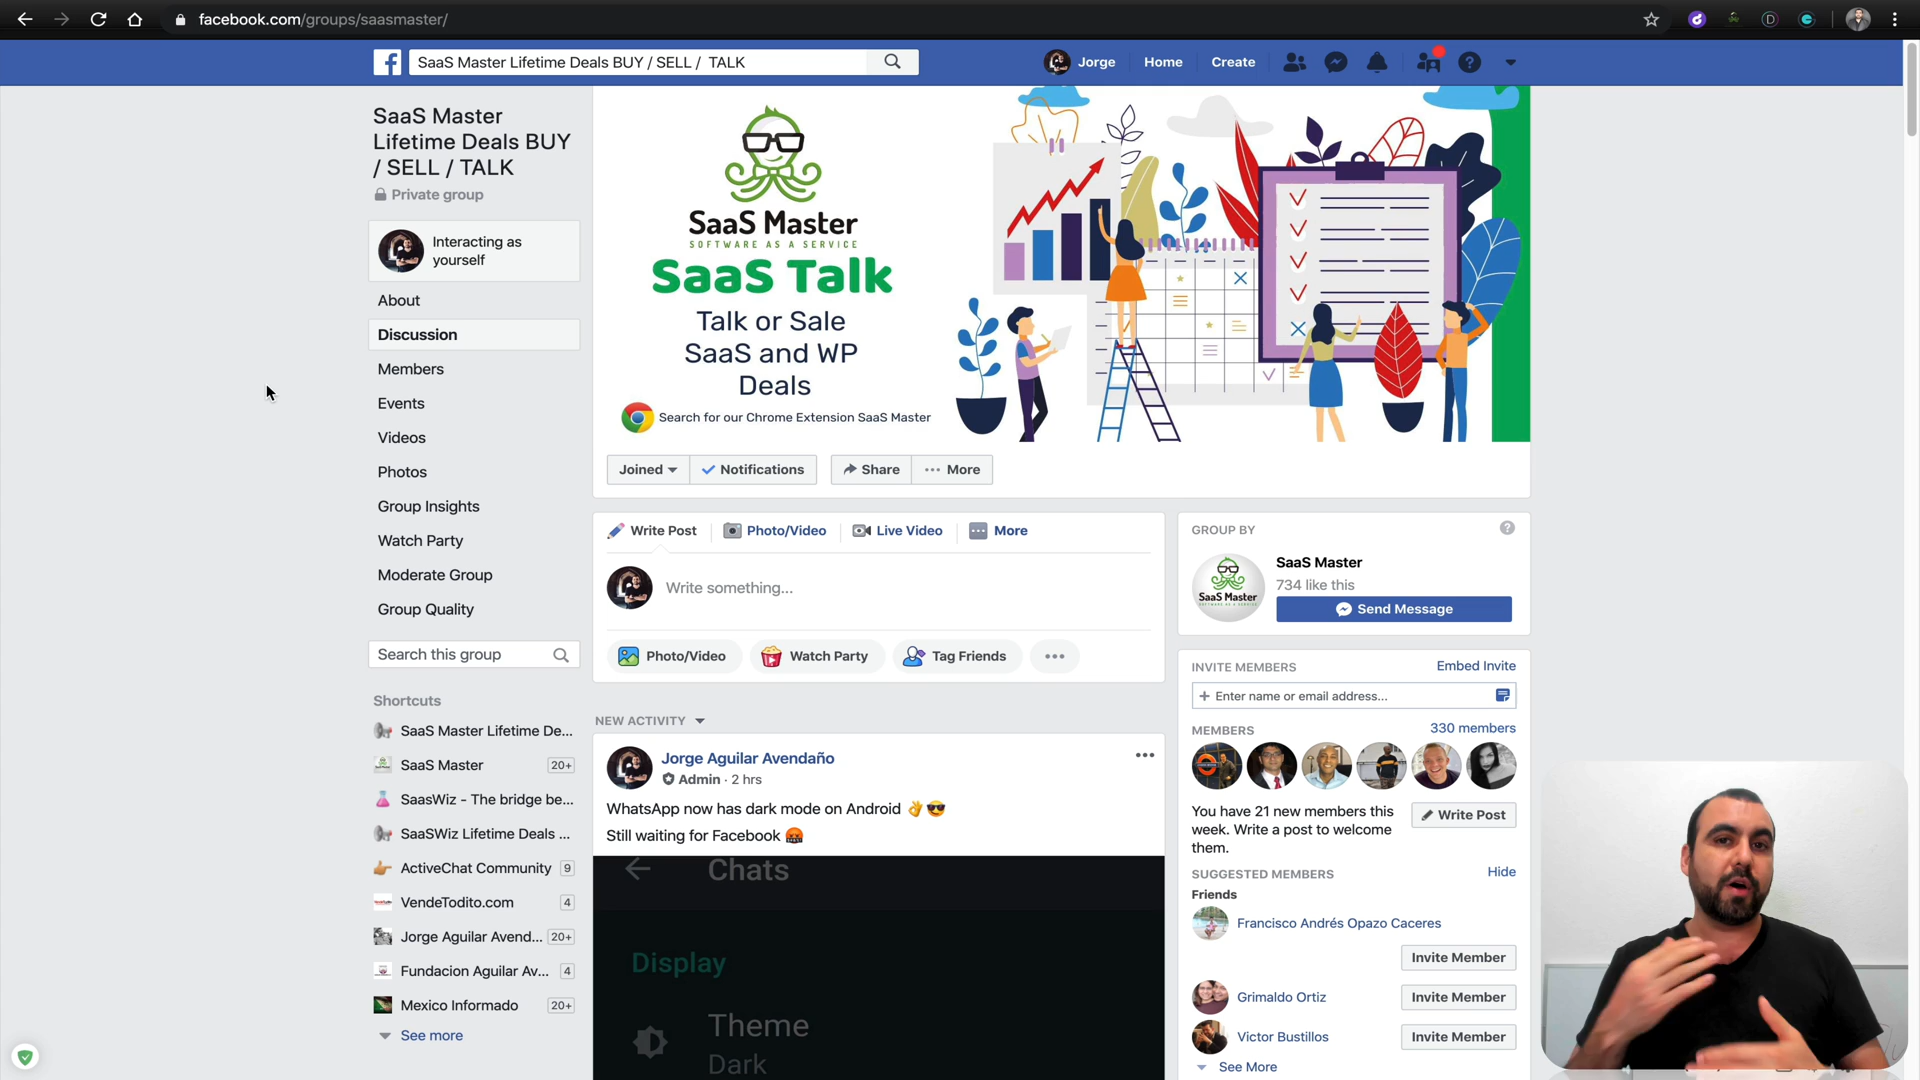 facebook.com/groups/saasmaster/
SaaS Master Lifetime Deals BUY / SELL / TALK
Jorge
Home
Create
SaaS Master
Lifetime Deals BUY
/ SELL / TALK
Private group
Interacting as
yourself
About
Discussion
Members
Events
Videos
Photos
Group Insights
Watch Party
Moderate Group
Group Quality
Search this group
Shortcuts
SaaS Master Lifetime De...
SaaS Master 20+
SaasWiz - The bridge be...
SaaSWiz Lifetime Deals ...
ActiveChat Community 9
VendeTodito.com 4
Jorge Aguilar Avend... 20+
Fundacion Aguilar Av... 4
Mexico Informado 20+
See more
SaaS Master
SOFTWARE AS A SERVICE
SaaS Talk
Talk or Sale
SaaS and WP
Deals
Search for our Chrome Extension SaaS Master
Joined
Notifications
Share
More
Write Post
Photo/Video
Live Video
More
Write something...
Photo/Video
Watch Party
Tag Friends
NEW ACTIVITY
Jorge Aguilar Avendaño
Admin · 2 hrs
WhatsApp now has dark mode on Android 👌😎
Still waiting for Facebook 🤬
Chats
Display
Theme
Dark
GROUP BY
SaaS Master
SOFTWARE AS A SERVICE
SaaS Master
734 like this
Send Message
INVITE MEMBERS
Embed Invite
+ Enter name or email address...
MEMBERS
330 members
You have 21 new members this
week. Write a post to welcome
them.
Write Post
SUGGESTED MEMBERS
Hide
Friends
Francisco Andrés Opazo Caceres
Invite Member
Grimaldo Ortiz
Invite Member
Victor Bustillos
Invite Member
See More